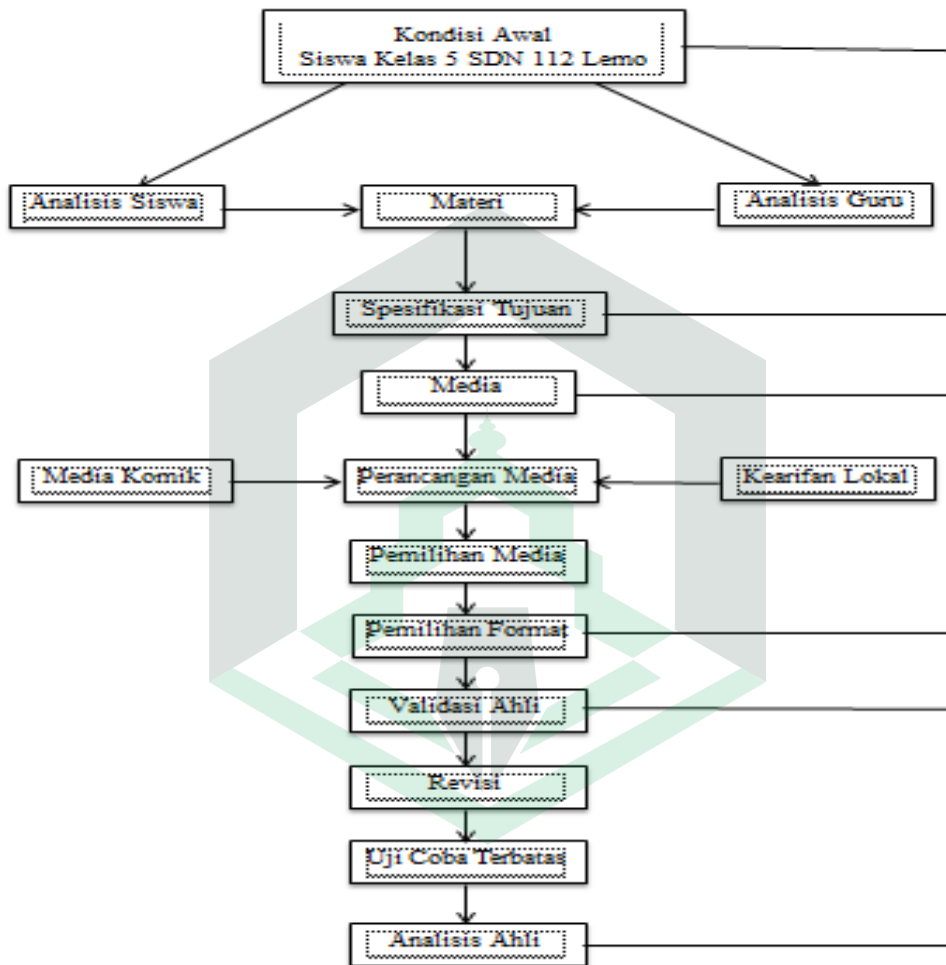 Kondisi Awal
Siswa Kelas 5 SDN 112 Lemo
Analisis Siswa
Materi
Analisis Guru
Spesifikasi Tujuan
Media
Media Komik
Perancangan Media
Kearifan Lokal
Pemilihan Media
Pemilihan Format
Validasi Ahli
Revisi
Uji Coba Terbatas
Analisis Ahli